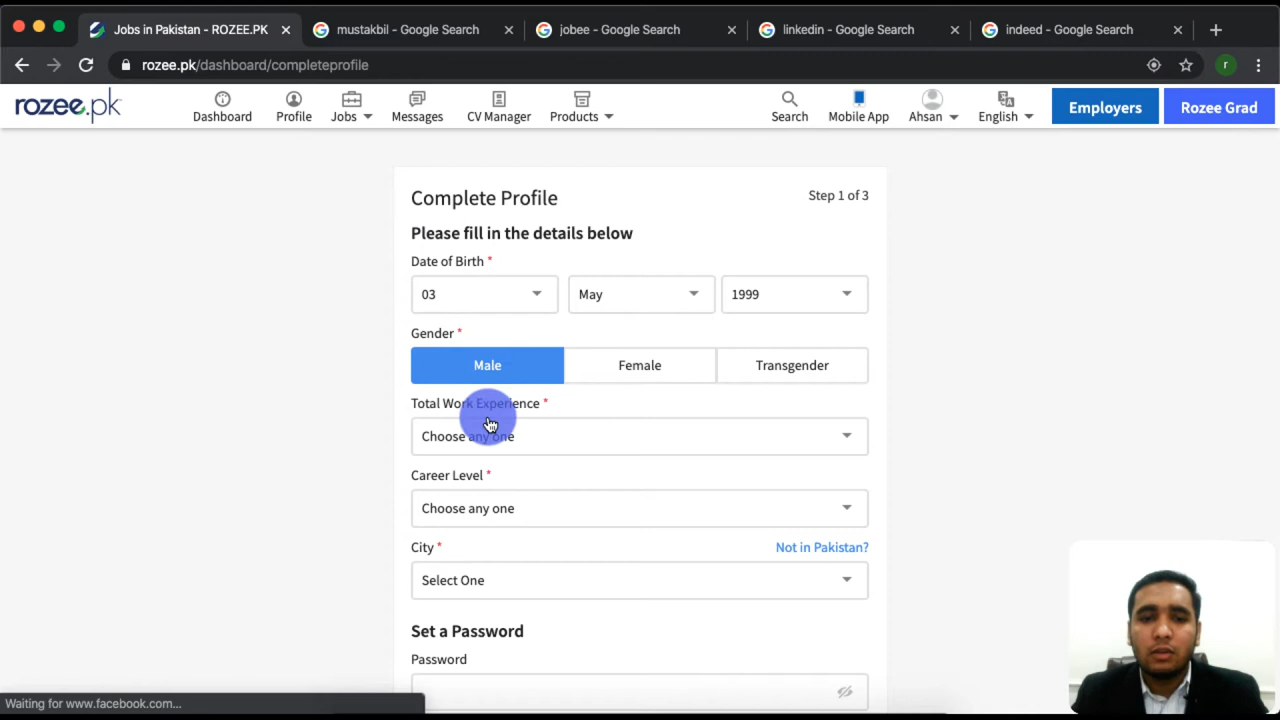 Jobs in Pakistan - ROZEE.PK
mustakbil - Google Search
jobee - Google Search
linkedin - Google Search
indeed - Google Search
rozee.pk/dashboard/completeprofile
r
rozee.pk
Dashboard
Profile
Jobs
Messages
CV Manager
Products
Search
Mobile App
Ahsan
English
Employers
Rozee Grad
Complete Profile
Step 1 of 3
Please fill in the details below
Date of Birth *
03
May
1999
Gender *
Male
Female
Transgender
Total Work Experience *
Choose any one
Career Level *
Choose any one
City *
Not in Pakistan?
Select One
Set a Password
Password
Waiting for www.facebook.com...